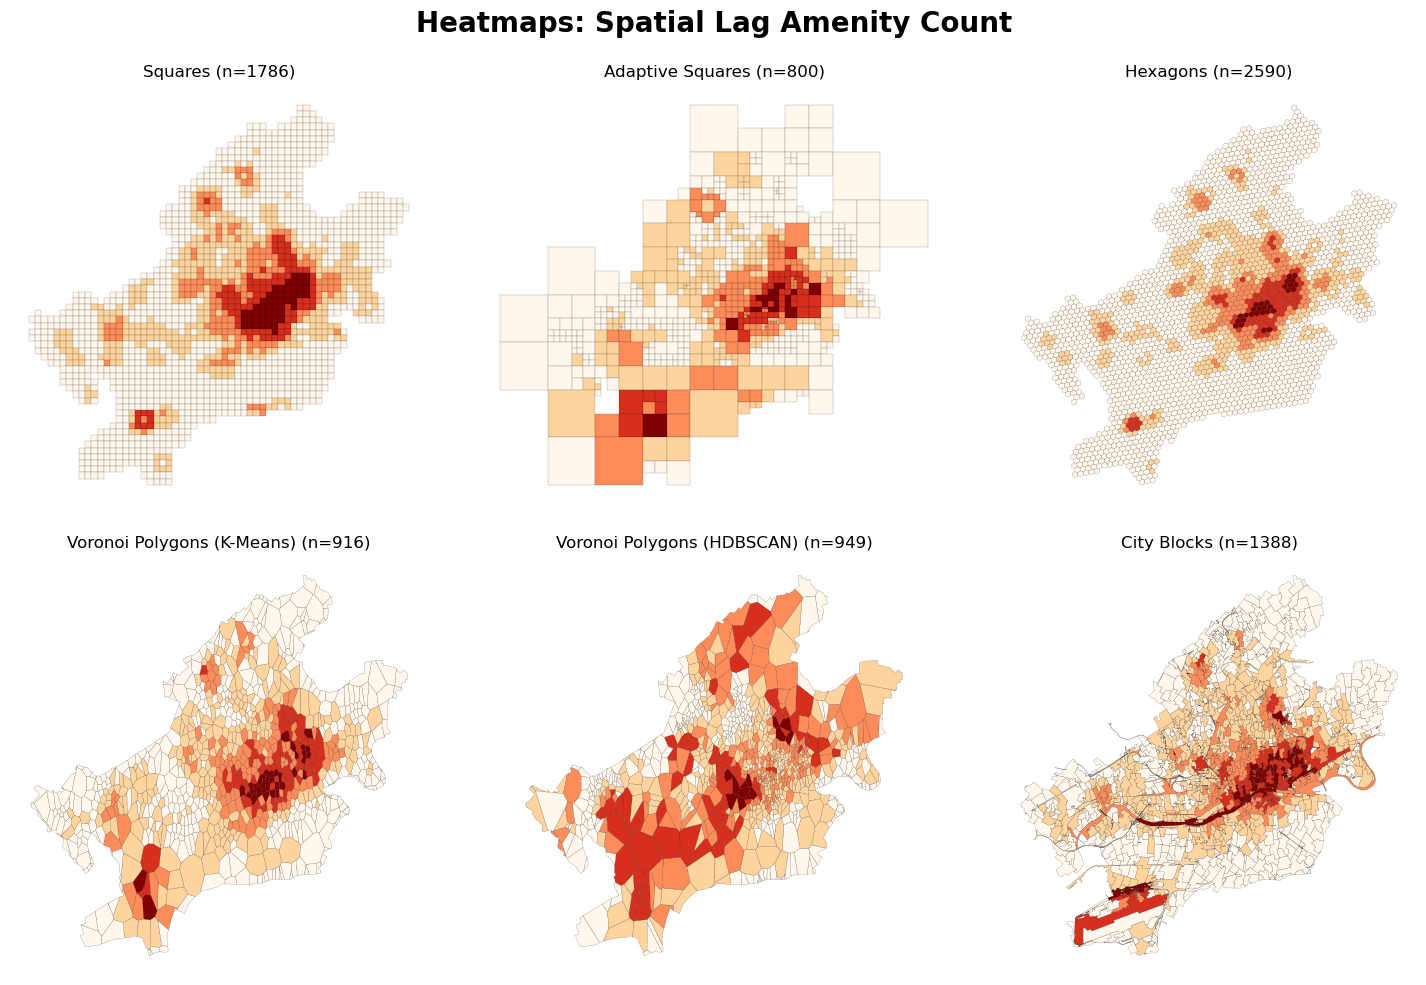 Heatmaps: Spatial Lag Amenity Count
Squares (n=1786)
Adaptive Squares (n=800)
Hexagons (n=2590)
Voronoi Polygons (K-Means) (n=916)
Voronoi Polygons (HDBSCAN) (n=949)
City Blocks (n=1388)